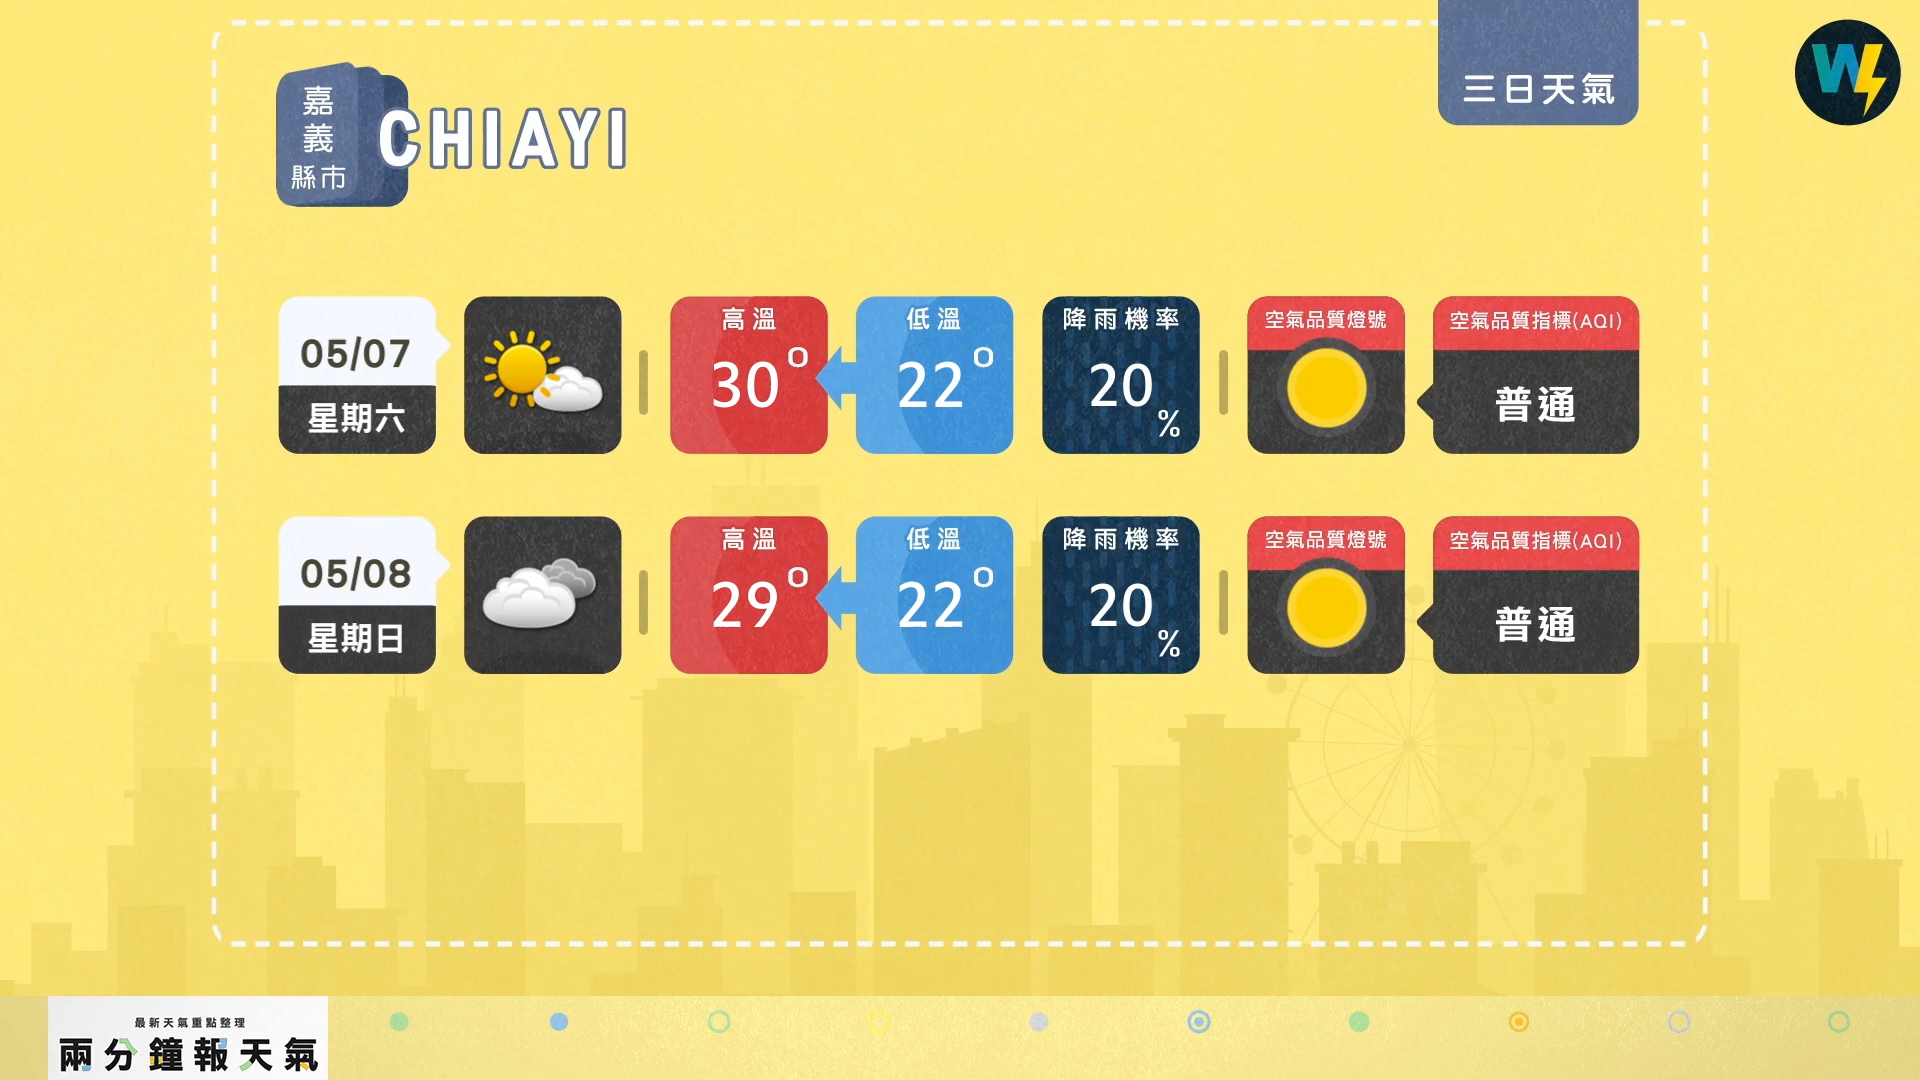 三日天氣
W
嘉義
縣市
CHIAYI
05/07
星期六
高溫
30°
低溫
22°
降雨機率
20%
空氣品質燈號
空氣品質指標(AQI)
普通
05/08
星期日
高溫
29°
低溫
22°
降雨機率
20%
空氣品質燈號
空氣品質指標(AQI)
普通
最新天氣重點整理
兩分鐘報天氣